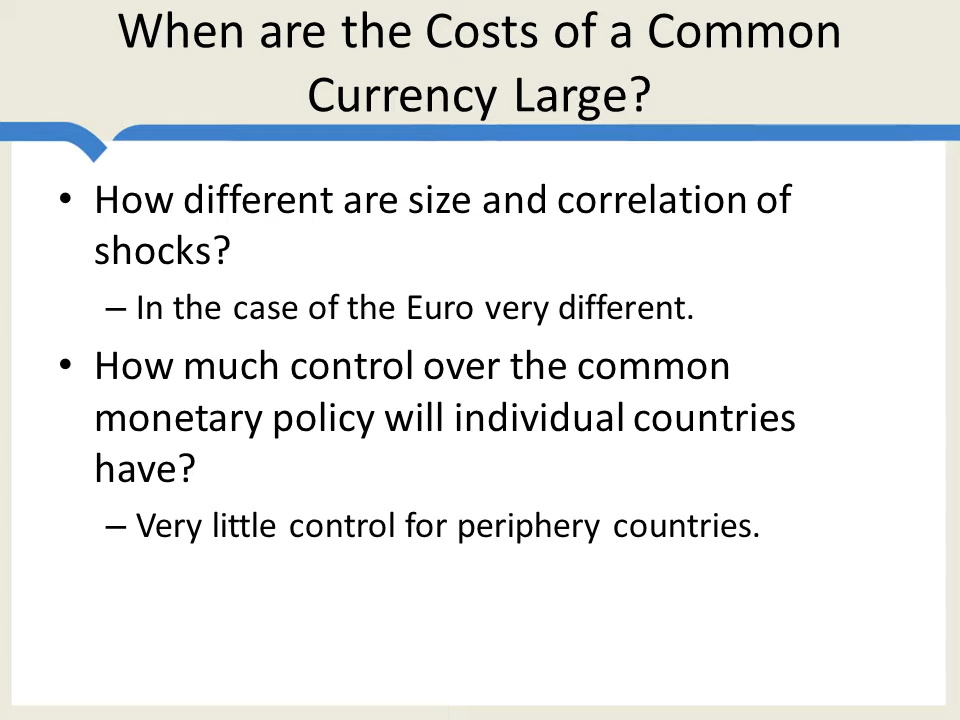 When are the Costs of a Common
Currency Large?
• How different are size and correlation of
shocks?
– In the case of the Euro very different.
• How much control over the common
monetary policy will individual countries
have?
– Very little control for periphery countries.